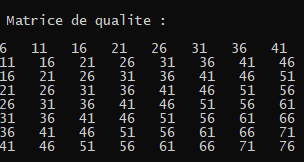 Matrice de qualite :
6 11 16 21 26 31 36 41
11 16 21 26 31 36 41 46
16 21 26 31 36 41 46 51
21 26 31 36 41 46 51 56
26 31 36 41 46 51 56 61
31 36 41 46 51 56 61 66
36 41 46 51 56 61 66 71
41 46 51 56 61 66 71 76